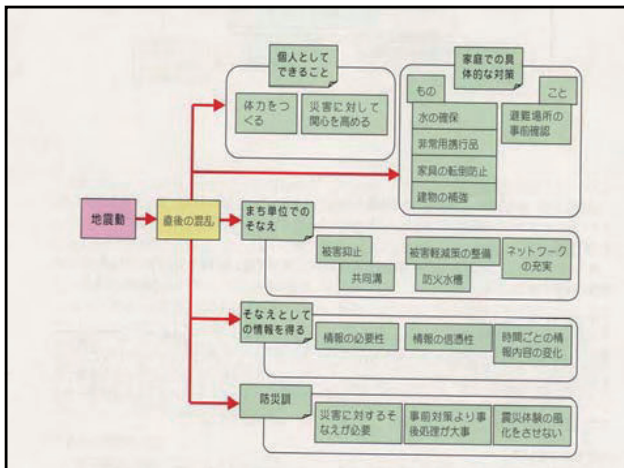 個人として
できること
体力をつ
くる
災害に対して
関心を高める
家庭での具
体的な対策
もの
こと
水の確保
非常用携行品
家具の転倒防止
建物の補強
避難場所の
事前確認
地震動
直後の混乱
まち単位での
そなえ
被害抑止
共同溝
被害軽減策の整備
防火水槽
ネットワーク
の充実
そなえとして
の情報を得る
情報の必要性
情報の信憑性
時間ごとの情
報内容の変化
防災訓
災害に対するそ
なえが必要
事前対策より事
後処理が大事
震災体験の風
化をさせない